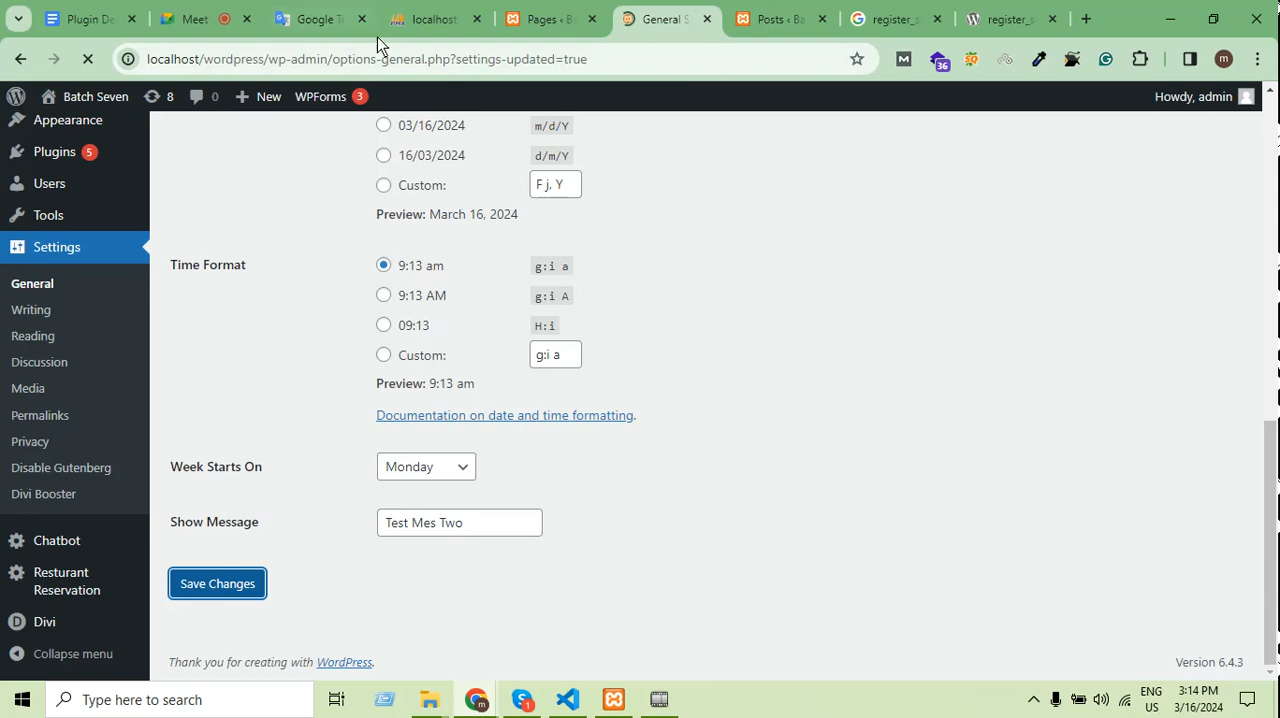 Plugin De
Meet
Google Tr
localhost
Pages ‹ Ba
General S
Posts ‹ Ba
register_s
register_s
localhost/wordpress/wp-admin/options-general.php?settings-updated=true
36
Batch Seven
8
0
New
WPForms 3
Howdy, admin
Appearance
Plugins 5
Users
Tools
Settings
General
Writing
Reading
Discussion
Media
Permalinks
Privacy
Disable Gutenberg
Divi Booster
Chatbot
Resturant
Reservation
Divi
Collapse menu
03/16/2024 m/d/Y
16/03/2024 d/m/Y
Custom: F j, Y
Preview: March 16, 2024
Time Format
9:13 am g:i a
9:13 AM g:i A
09:13 H:i
Custom: g:i a
Preview: 9:13 am
Documentation on date and time formatting.
Week Starts On Monday
Show Message Test Mes Two
Save Changes
Thank you for creating with WordPress.
Version 6.4.3
Type here to search
1
ENG
US
3:14 PM
3/16/2024